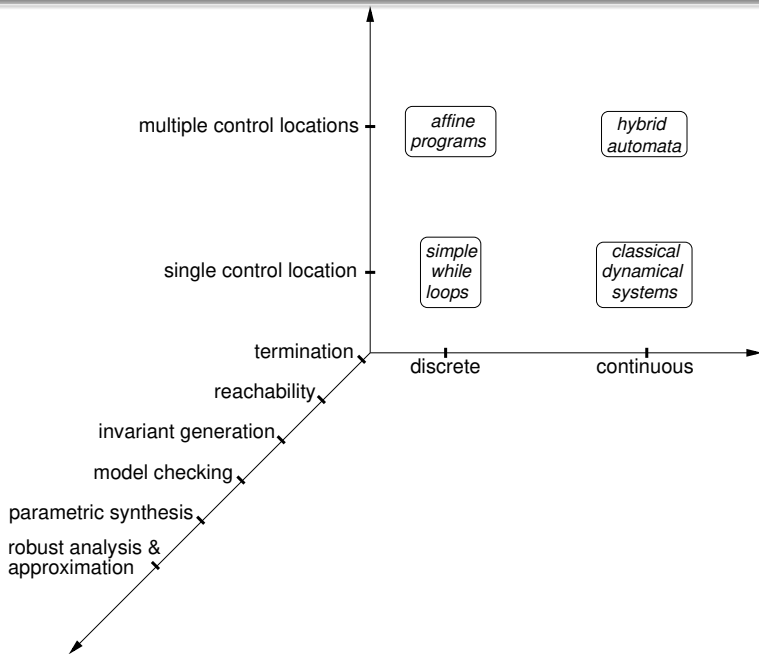 multiple control locations
affine
programs
hybrid
automata
single control location
simple
while
loops
classical
dynamical
systems
termination
discrete
continuous
reachability
invariant generation
model checking
parametric synthesis
robust analysis &
approximation